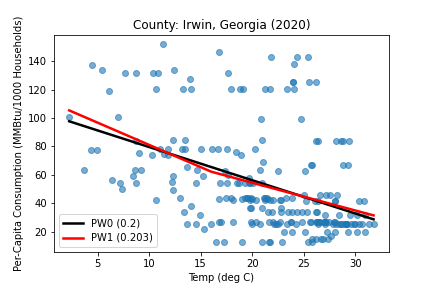 County: Irwin, Georgia (2020)
Per-Capita Consumption (MMBtu/1000 Households)
140
120
100
80
60
40
20
PW0 (0.2)
PW1 (0.203)
5 10 15 20 25 30
Temp (deg C)